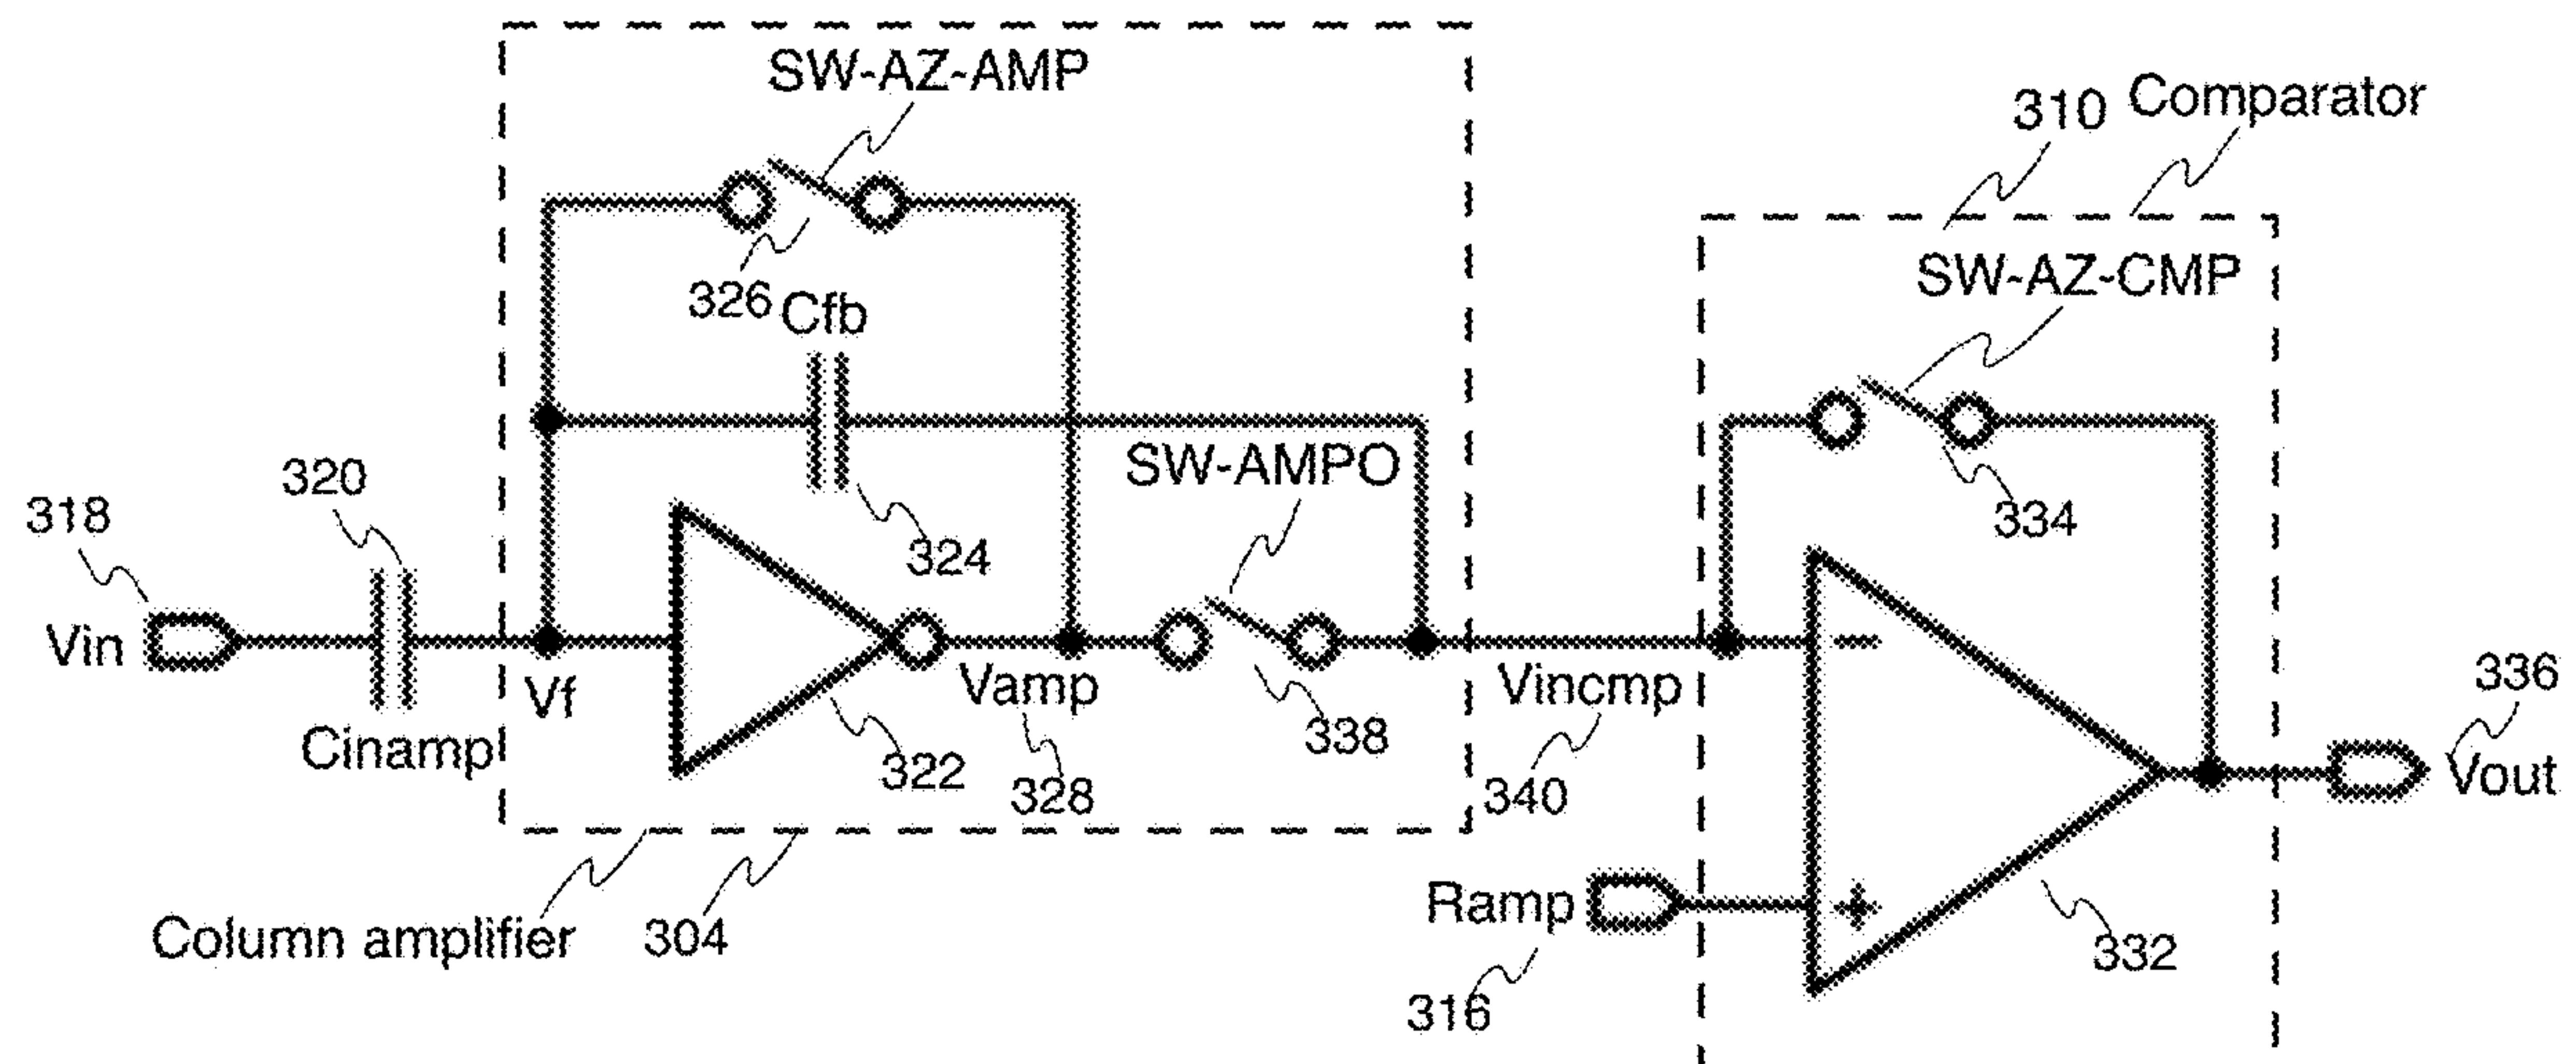 SW-AZ-AMP
310 Comparator
SW-AZ-CMP
326 Cfb
SW-AMPO
320
318
324
334
Vin
Vf
Vamp
Vincmp
336
Cinamp
322
328
338
340
Vout
Column amplifier
304
Ramp
332
316
−
+